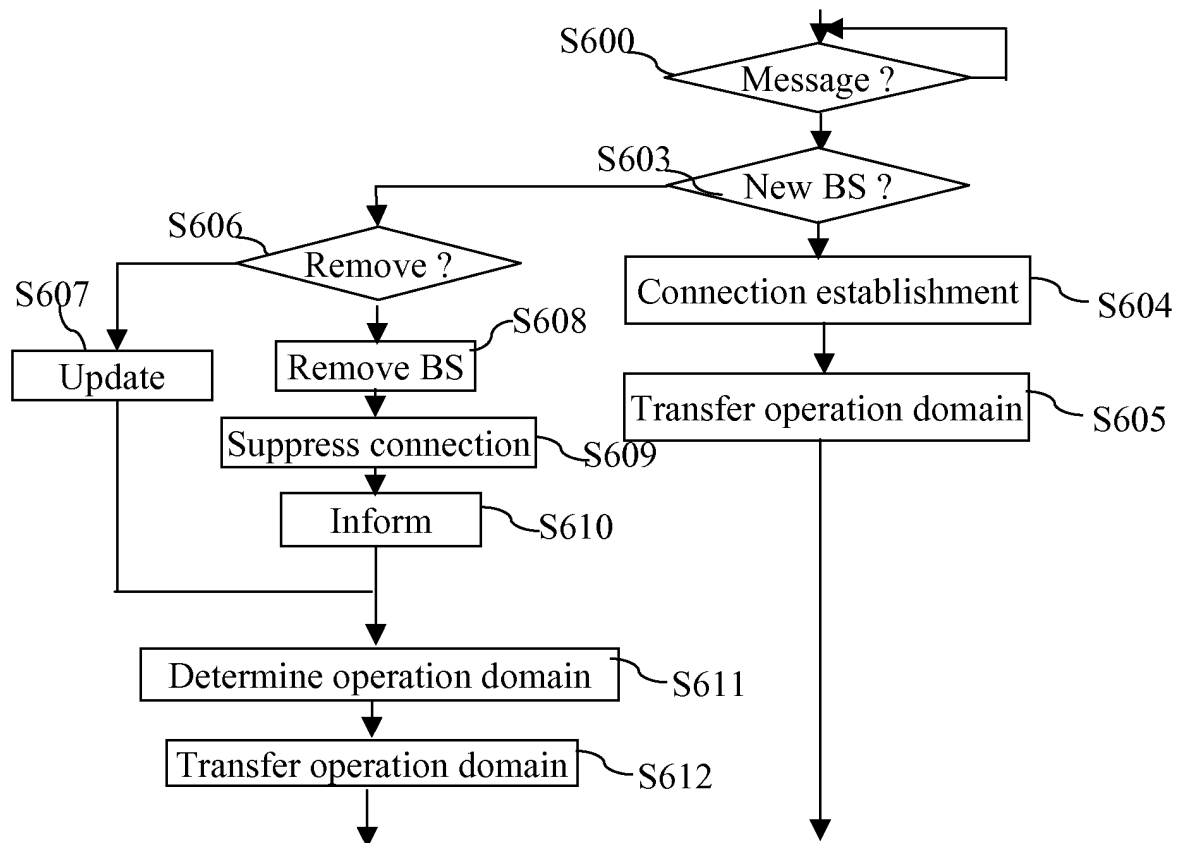 S600
Message ?
S603
New BS ?
S606
Remove ?
Connection establishment
S604
S607
S608
Update
Remove BS
Transfer operation domain
S605
Suppress connection
S609
Inform
S610
Determine operation domain
S611
Transfer operation domain
S612